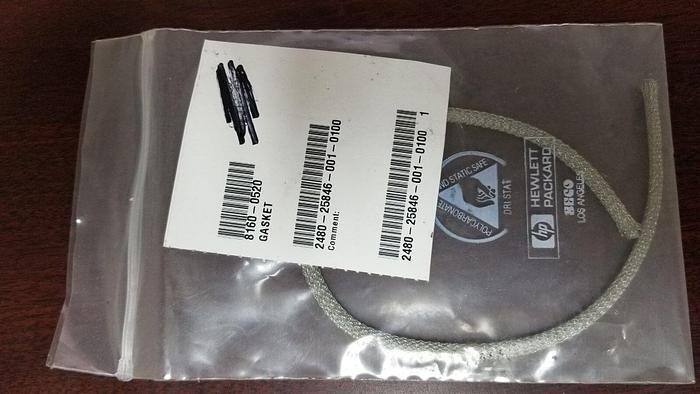 8160-0520
GASKET
2480-25846-001-0100
Comment:
2480-25846-001-0100 1
NO STATIC SAFE
POLYCARBONATE
DRI STAT
hp HEWLETT
PACKARD
LOS ANGELES